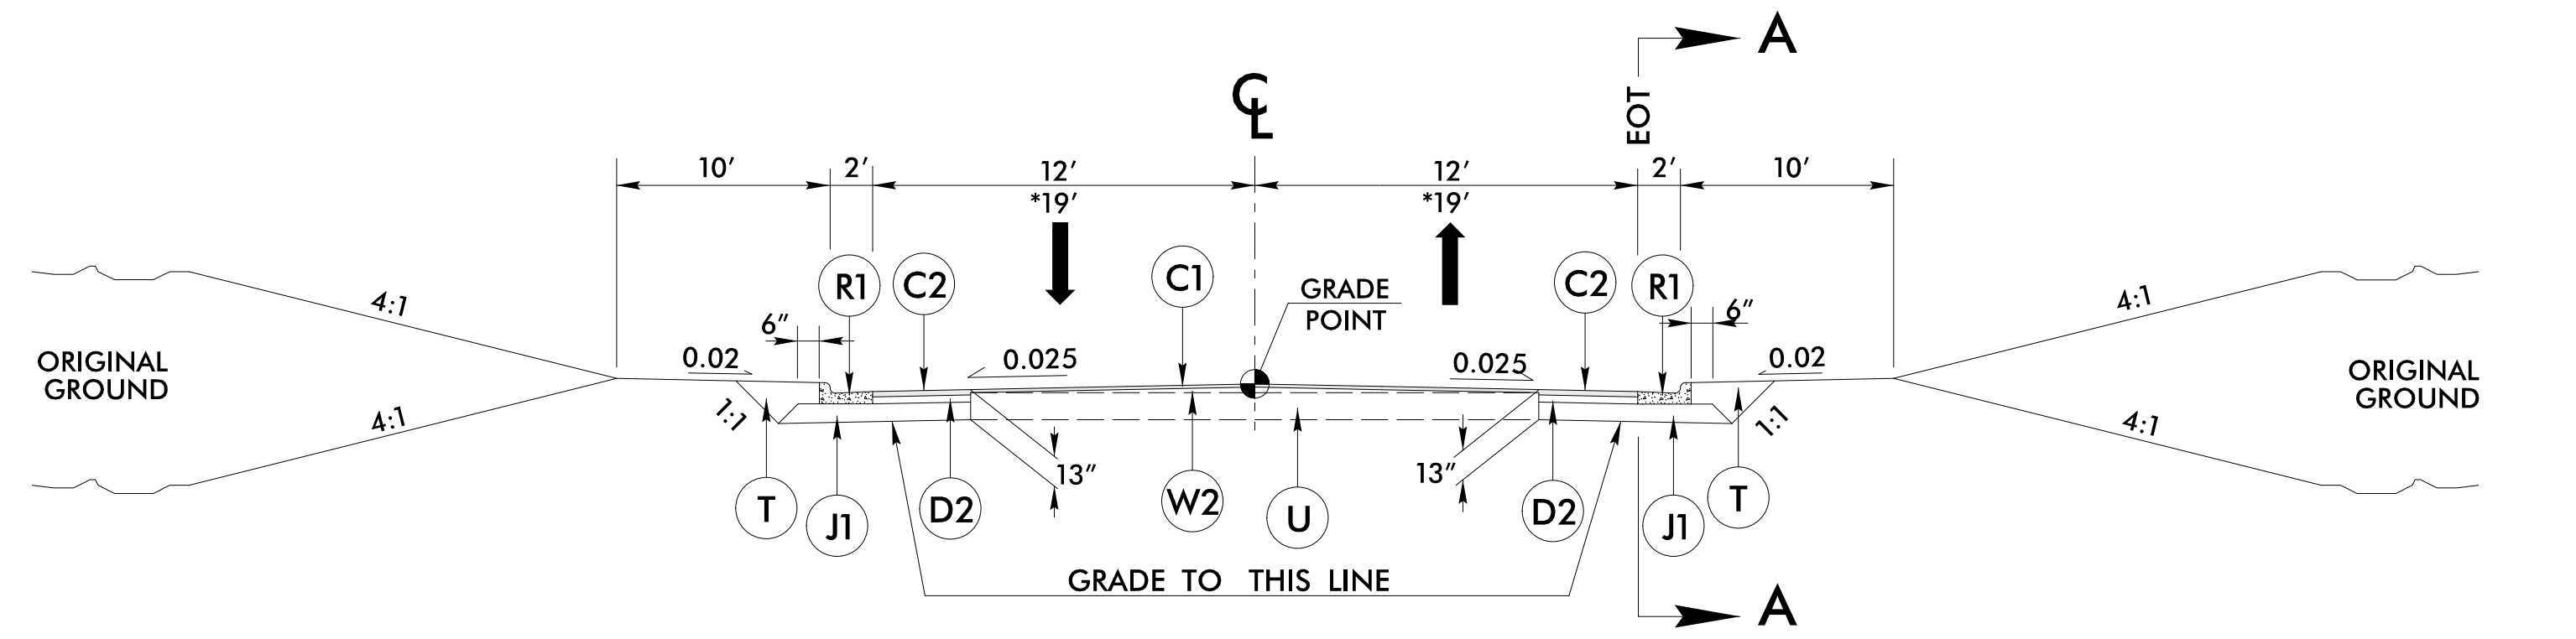 A
℄
EOT
10′ 2′ 12′ 12′ 2′ 10′
*19′ *19′
R1 C2 C1 C2 R1
GRADE
POINT
4:1 6″ 6″ 4:1
0.02 0.025 0.025 0.02
ORIGINAL
GROUND
ORIGINAL
GROUND
4:1 1:1 1:1 4:1
13″ 13″
T J1 D2 W2 U D2 J1 T
GRADE TO THIS LINE
A